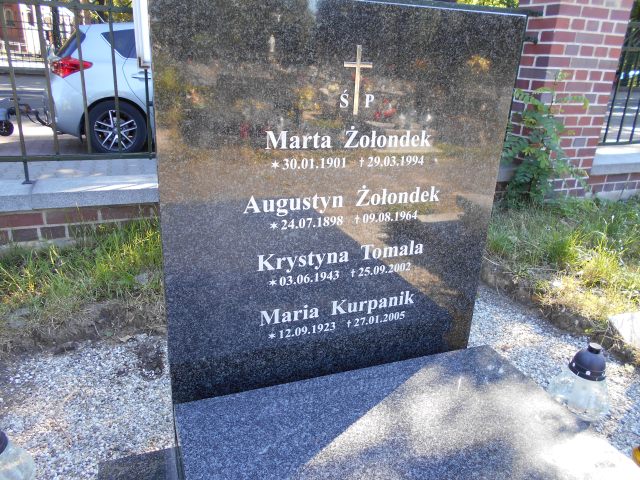 Ś P
Marta Żołondek
*30.01.1901 †29.03.1994
Augustyn Żołondek
*24.07.1898 †09.08.1964
Krystyna Tomala
*03.06.1943 †25.09.2002
Maria Kurpanik
*12.09.1923 †27.01.2005